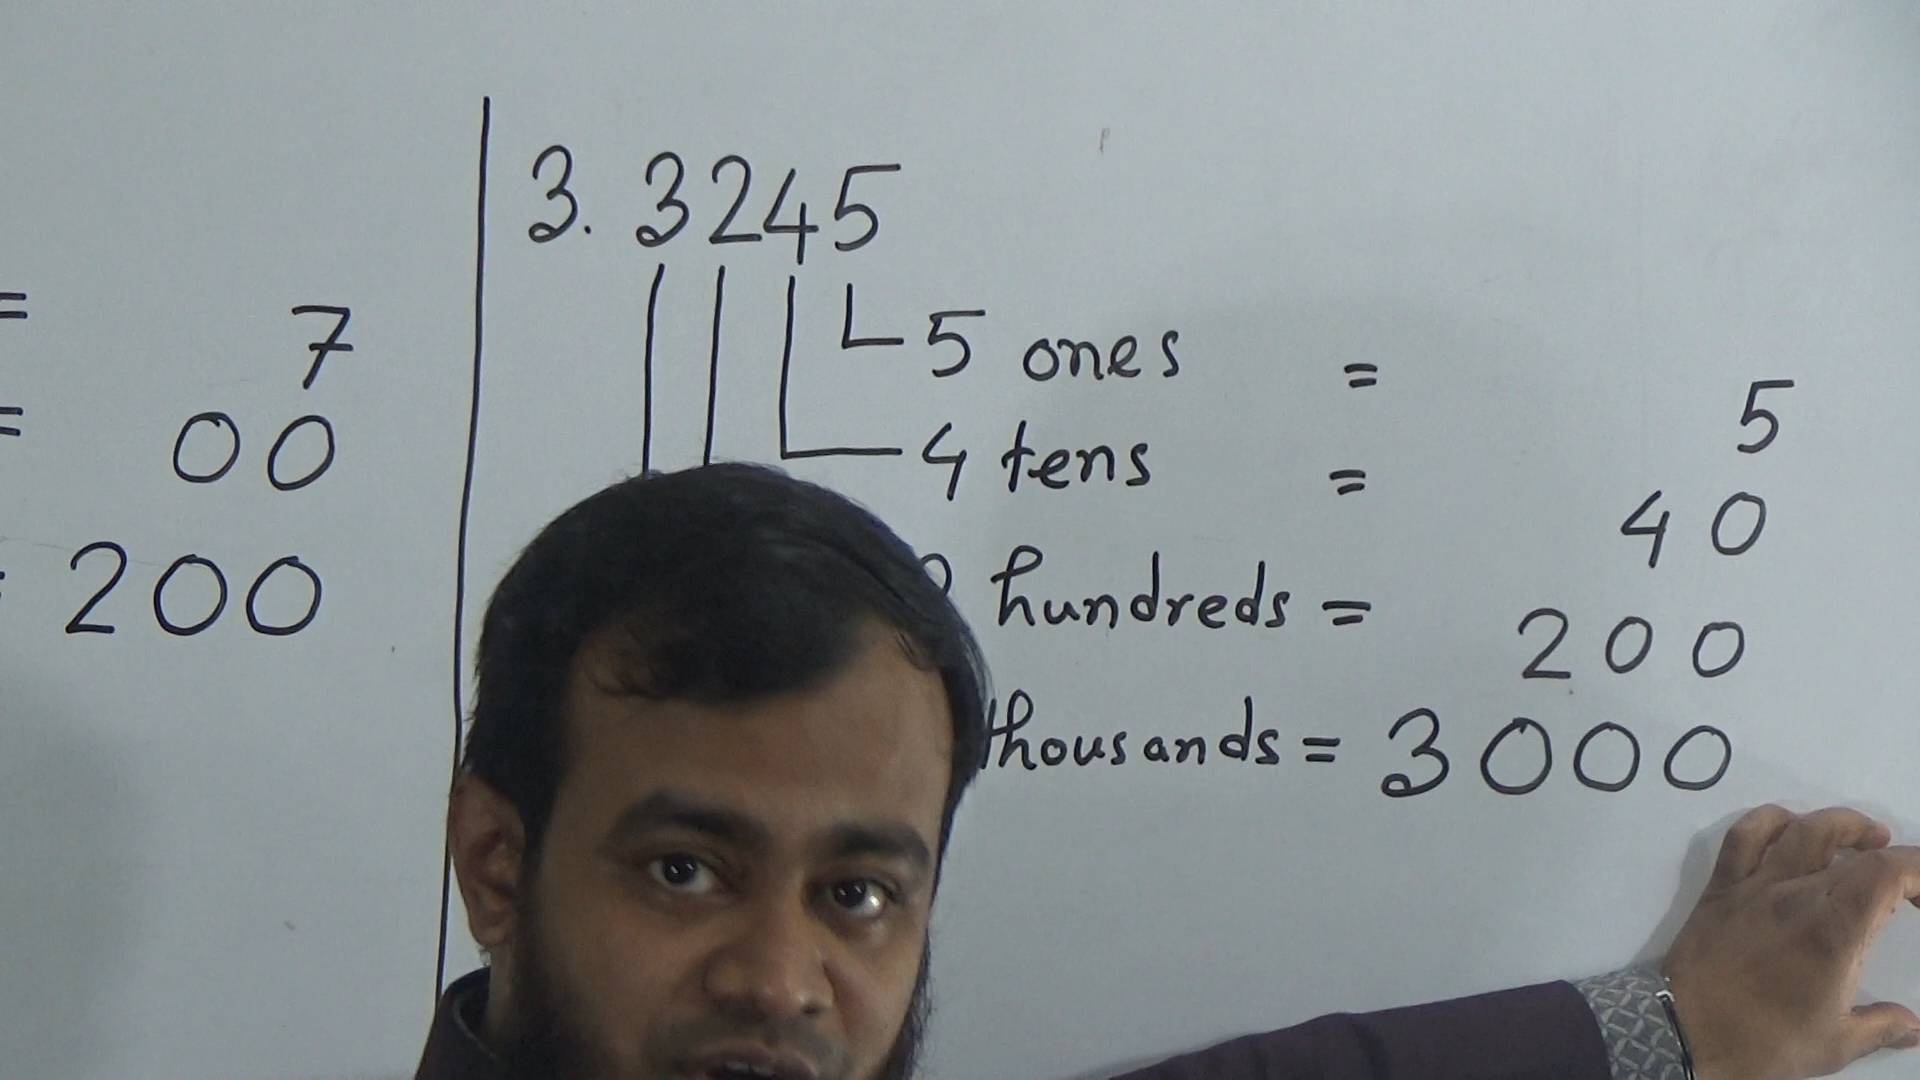 = 7
= 00
= 200
3. 3245
5 ones = 5
4 tens = 40
hundreds = 200
thousands = 3000